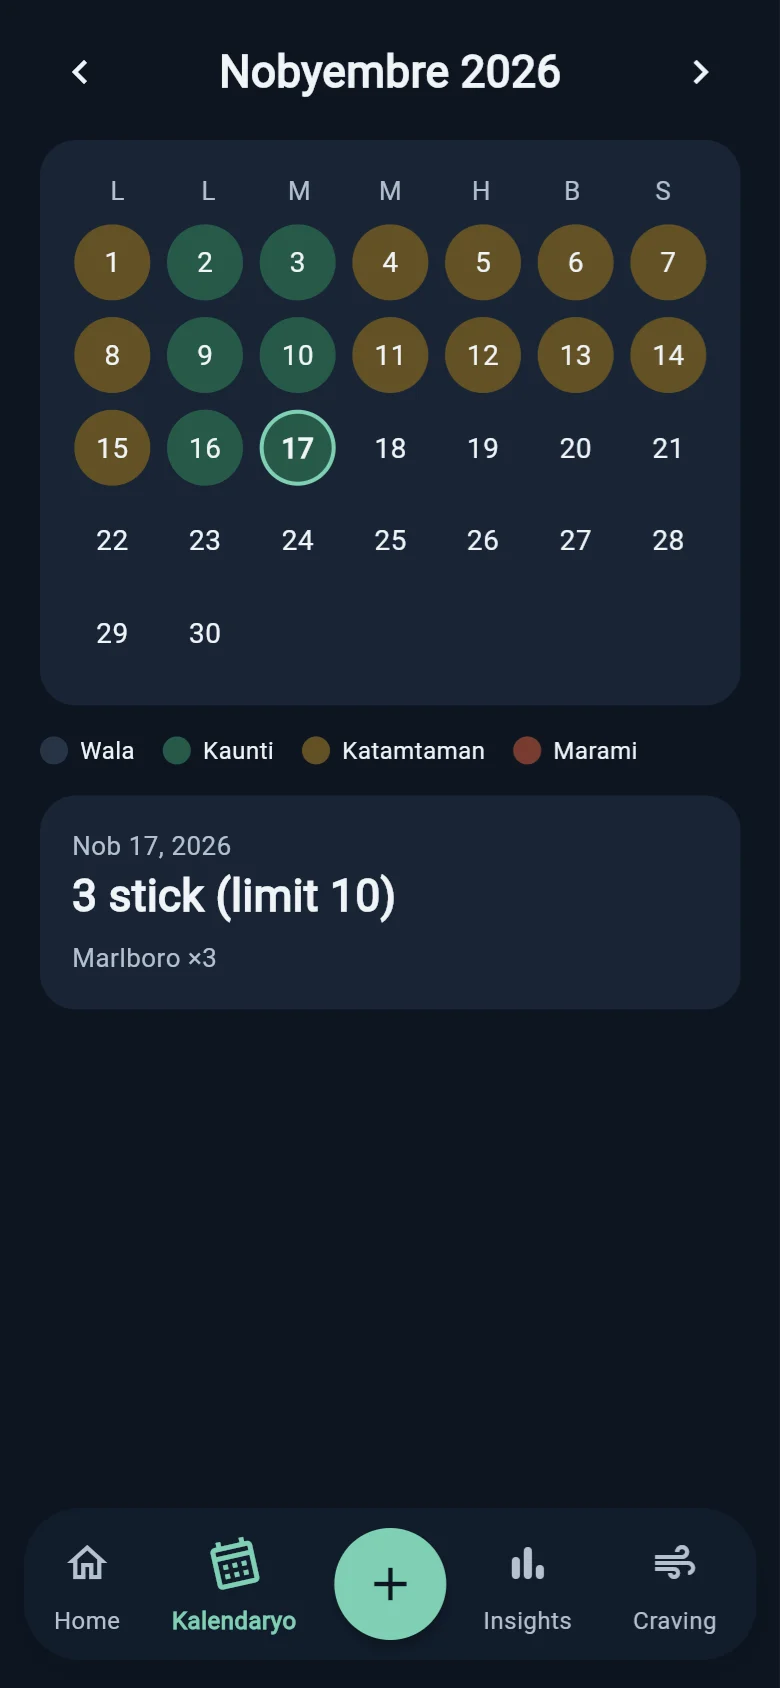 Nobyembre 2026
L L M M H B S
1 2 3 4 5 6 7
8 9 10 11 12 13 14
15 16 17 18 19 20 21
22 23 24 25 26 27 28
29 30
Wala Kaunti Katamtaman Marami
Nob 17, 2026
3 stick (limit 10)
Marlboro ×3
Home Kalendaryo Insights Craving